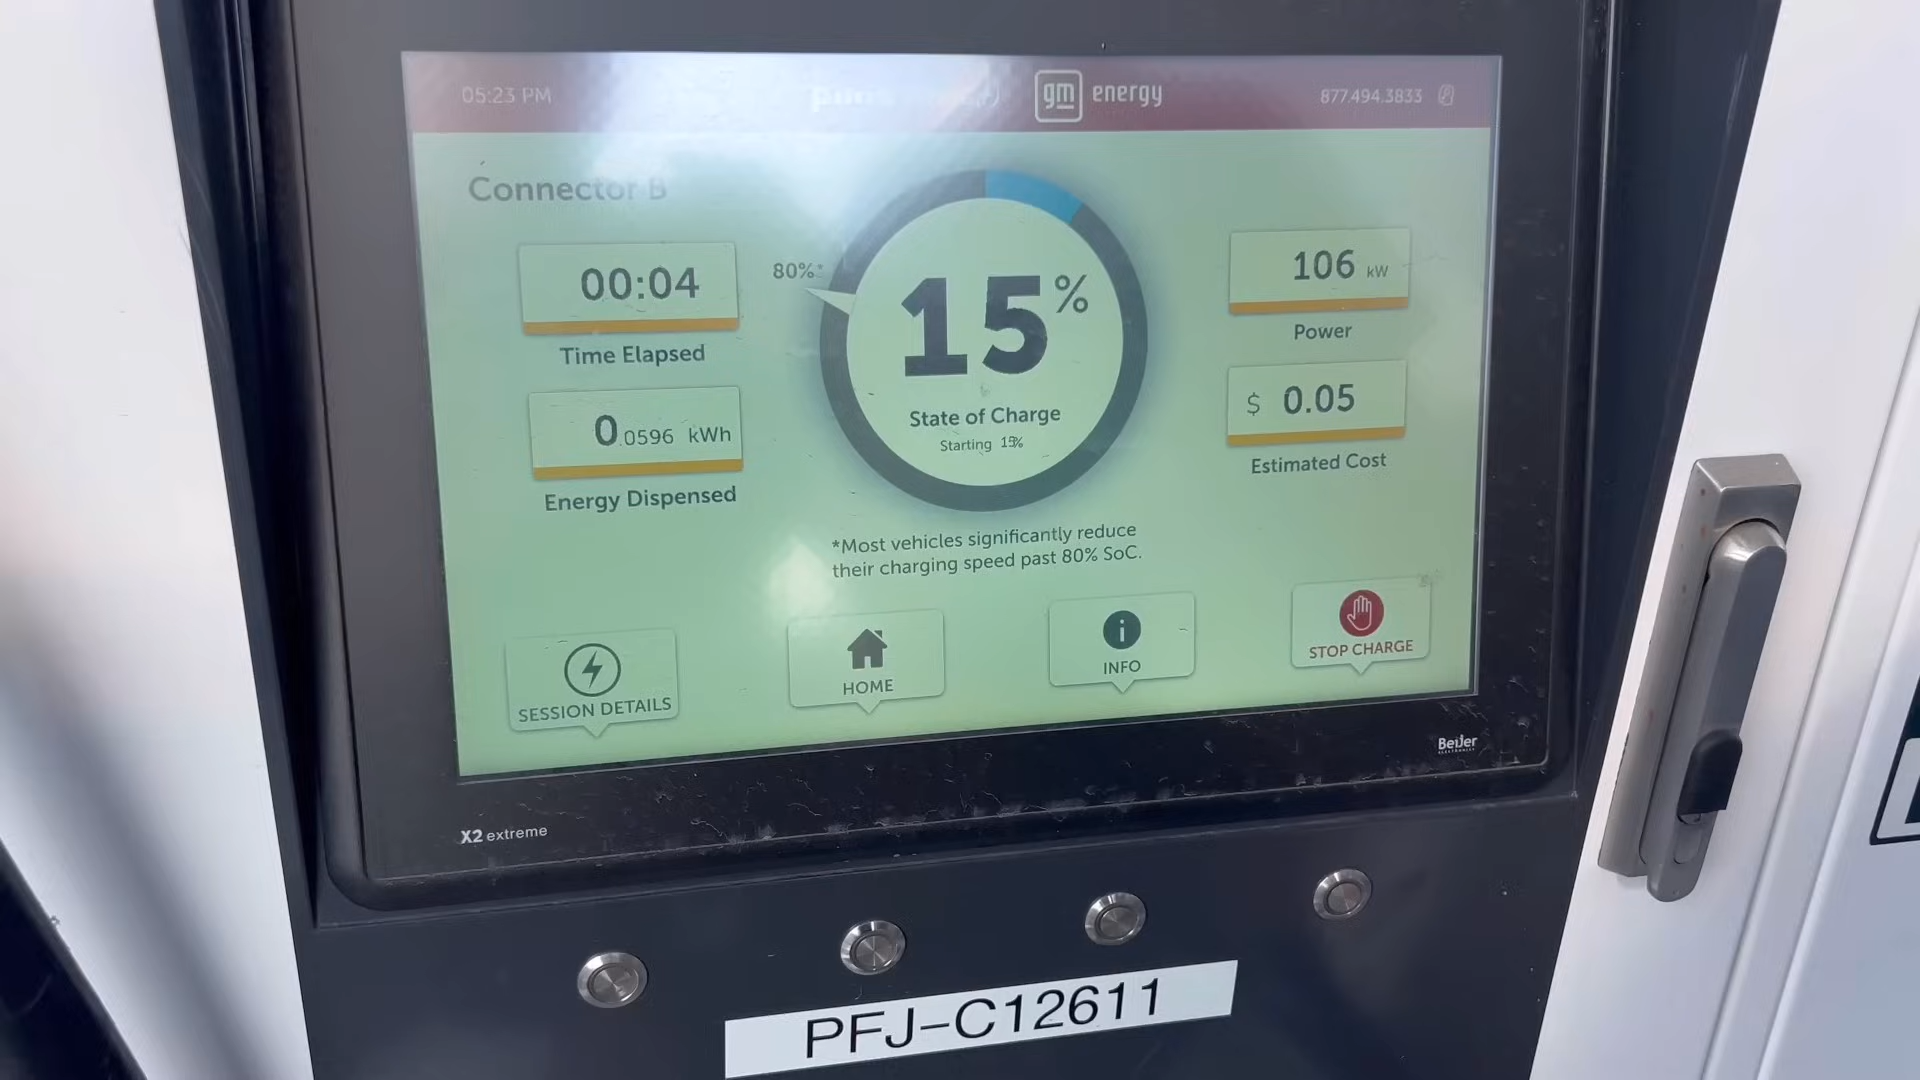 05:23 PM
gm energy
877.494.3833
Connector B
00:04
Time Elapsed
0.0596 kWh
Energy Dispensed
80%*
15%
State of Charge
Starting 15%
106 kW
Power
$ 0.05
Estimated Cost
*Most vehicles significantly reduce
their charging speed past 80% SoC.
SESSION DETAILS
HOME
INFO
STOP CHARGE
Beijer
ELECTRONICS
X2 extreme
PFJ-C12611